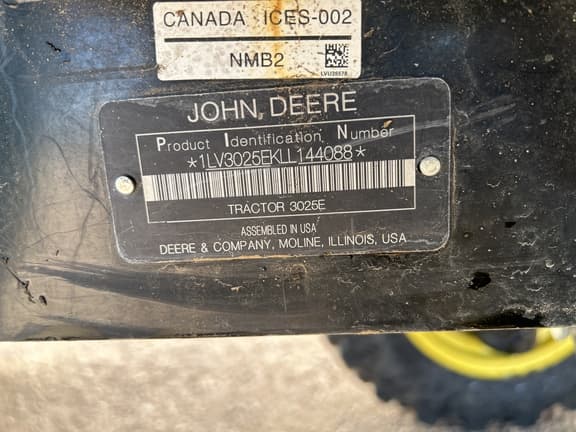 CANADA ICES-002
NMB2
LVU28578
JOHN DEERE
Product Identification Number
*1LV3025EKLL144088*
TRACTOR 3025E
ASSEMBLED IN USA
DEERE & COMPANY, MOLINE, ILLINOIS, USA